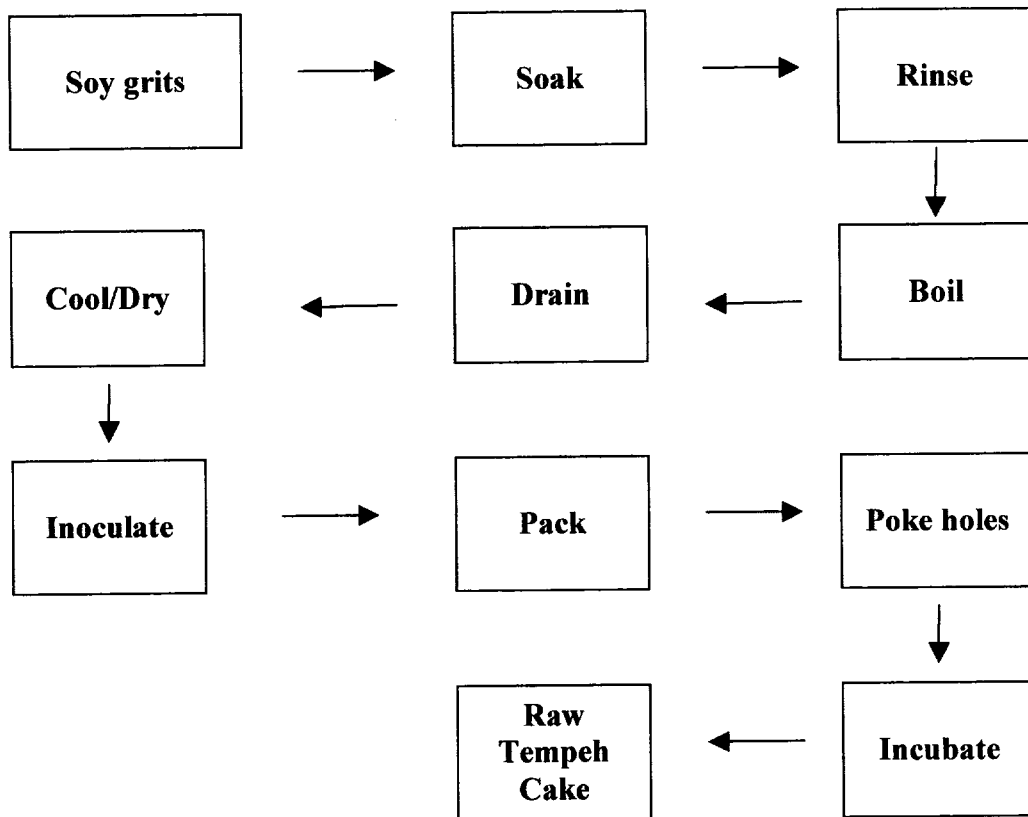 Soy grits
Soak
Rinse
Boil
Drain
Cool/Dry
Inoculate
Pack
Poke holes
Incubate
Raw
Tempeh
Cake